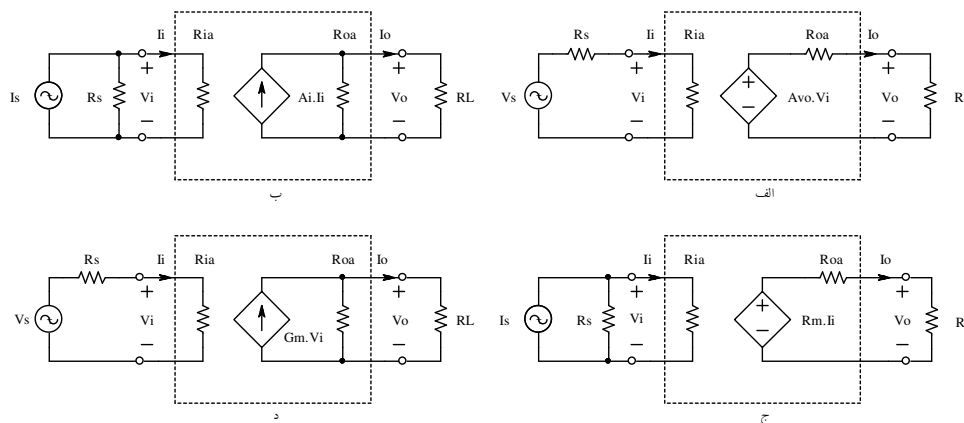 Ii Ria Roa Io
Is Rs + Vi − Ai.Ii + Vo − RL
ب
Rs Ii Ria Roa Io
Vs + Vi − + − Avo.Vi + Vo − R
الف
Rs Ii Ria Roa Io
Vs + Vi − Gm.Vi + Vo − RL
د
Ii Ria Roa Io
Is Rs + Vi − + − Rm.Ii + Vo − R
ج